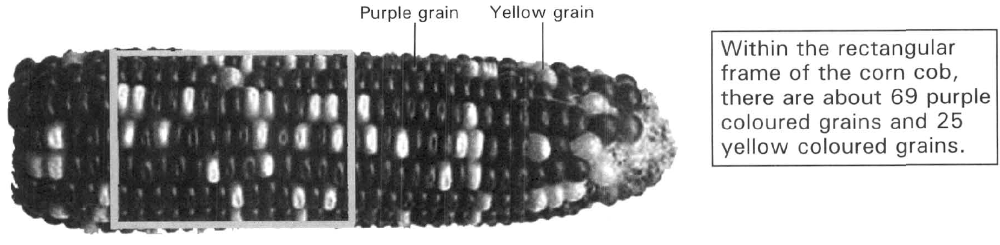 Purple grain Yellow grain
Within the rectangular
frame of the corn cob,
there are about 69 purple
coloured grains and 25
yellow coloured grains.